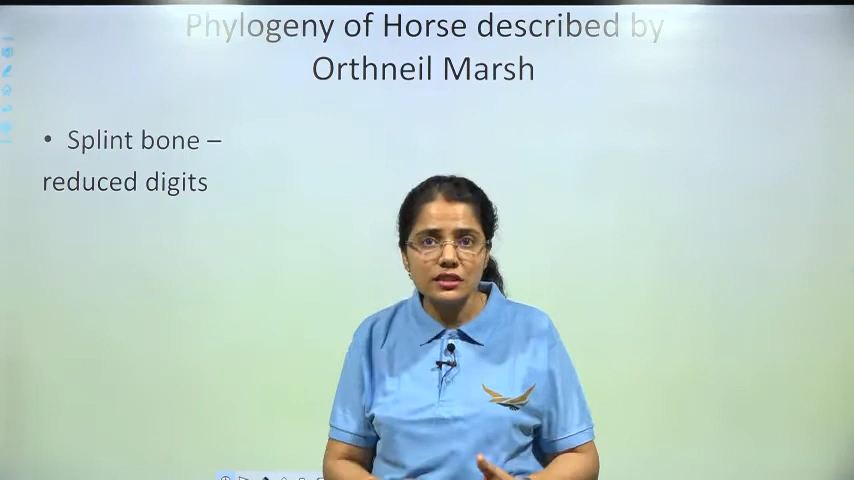 Phylogeny of Horse described by
Orthneil Marsh
• Splint bone –
reduced digits